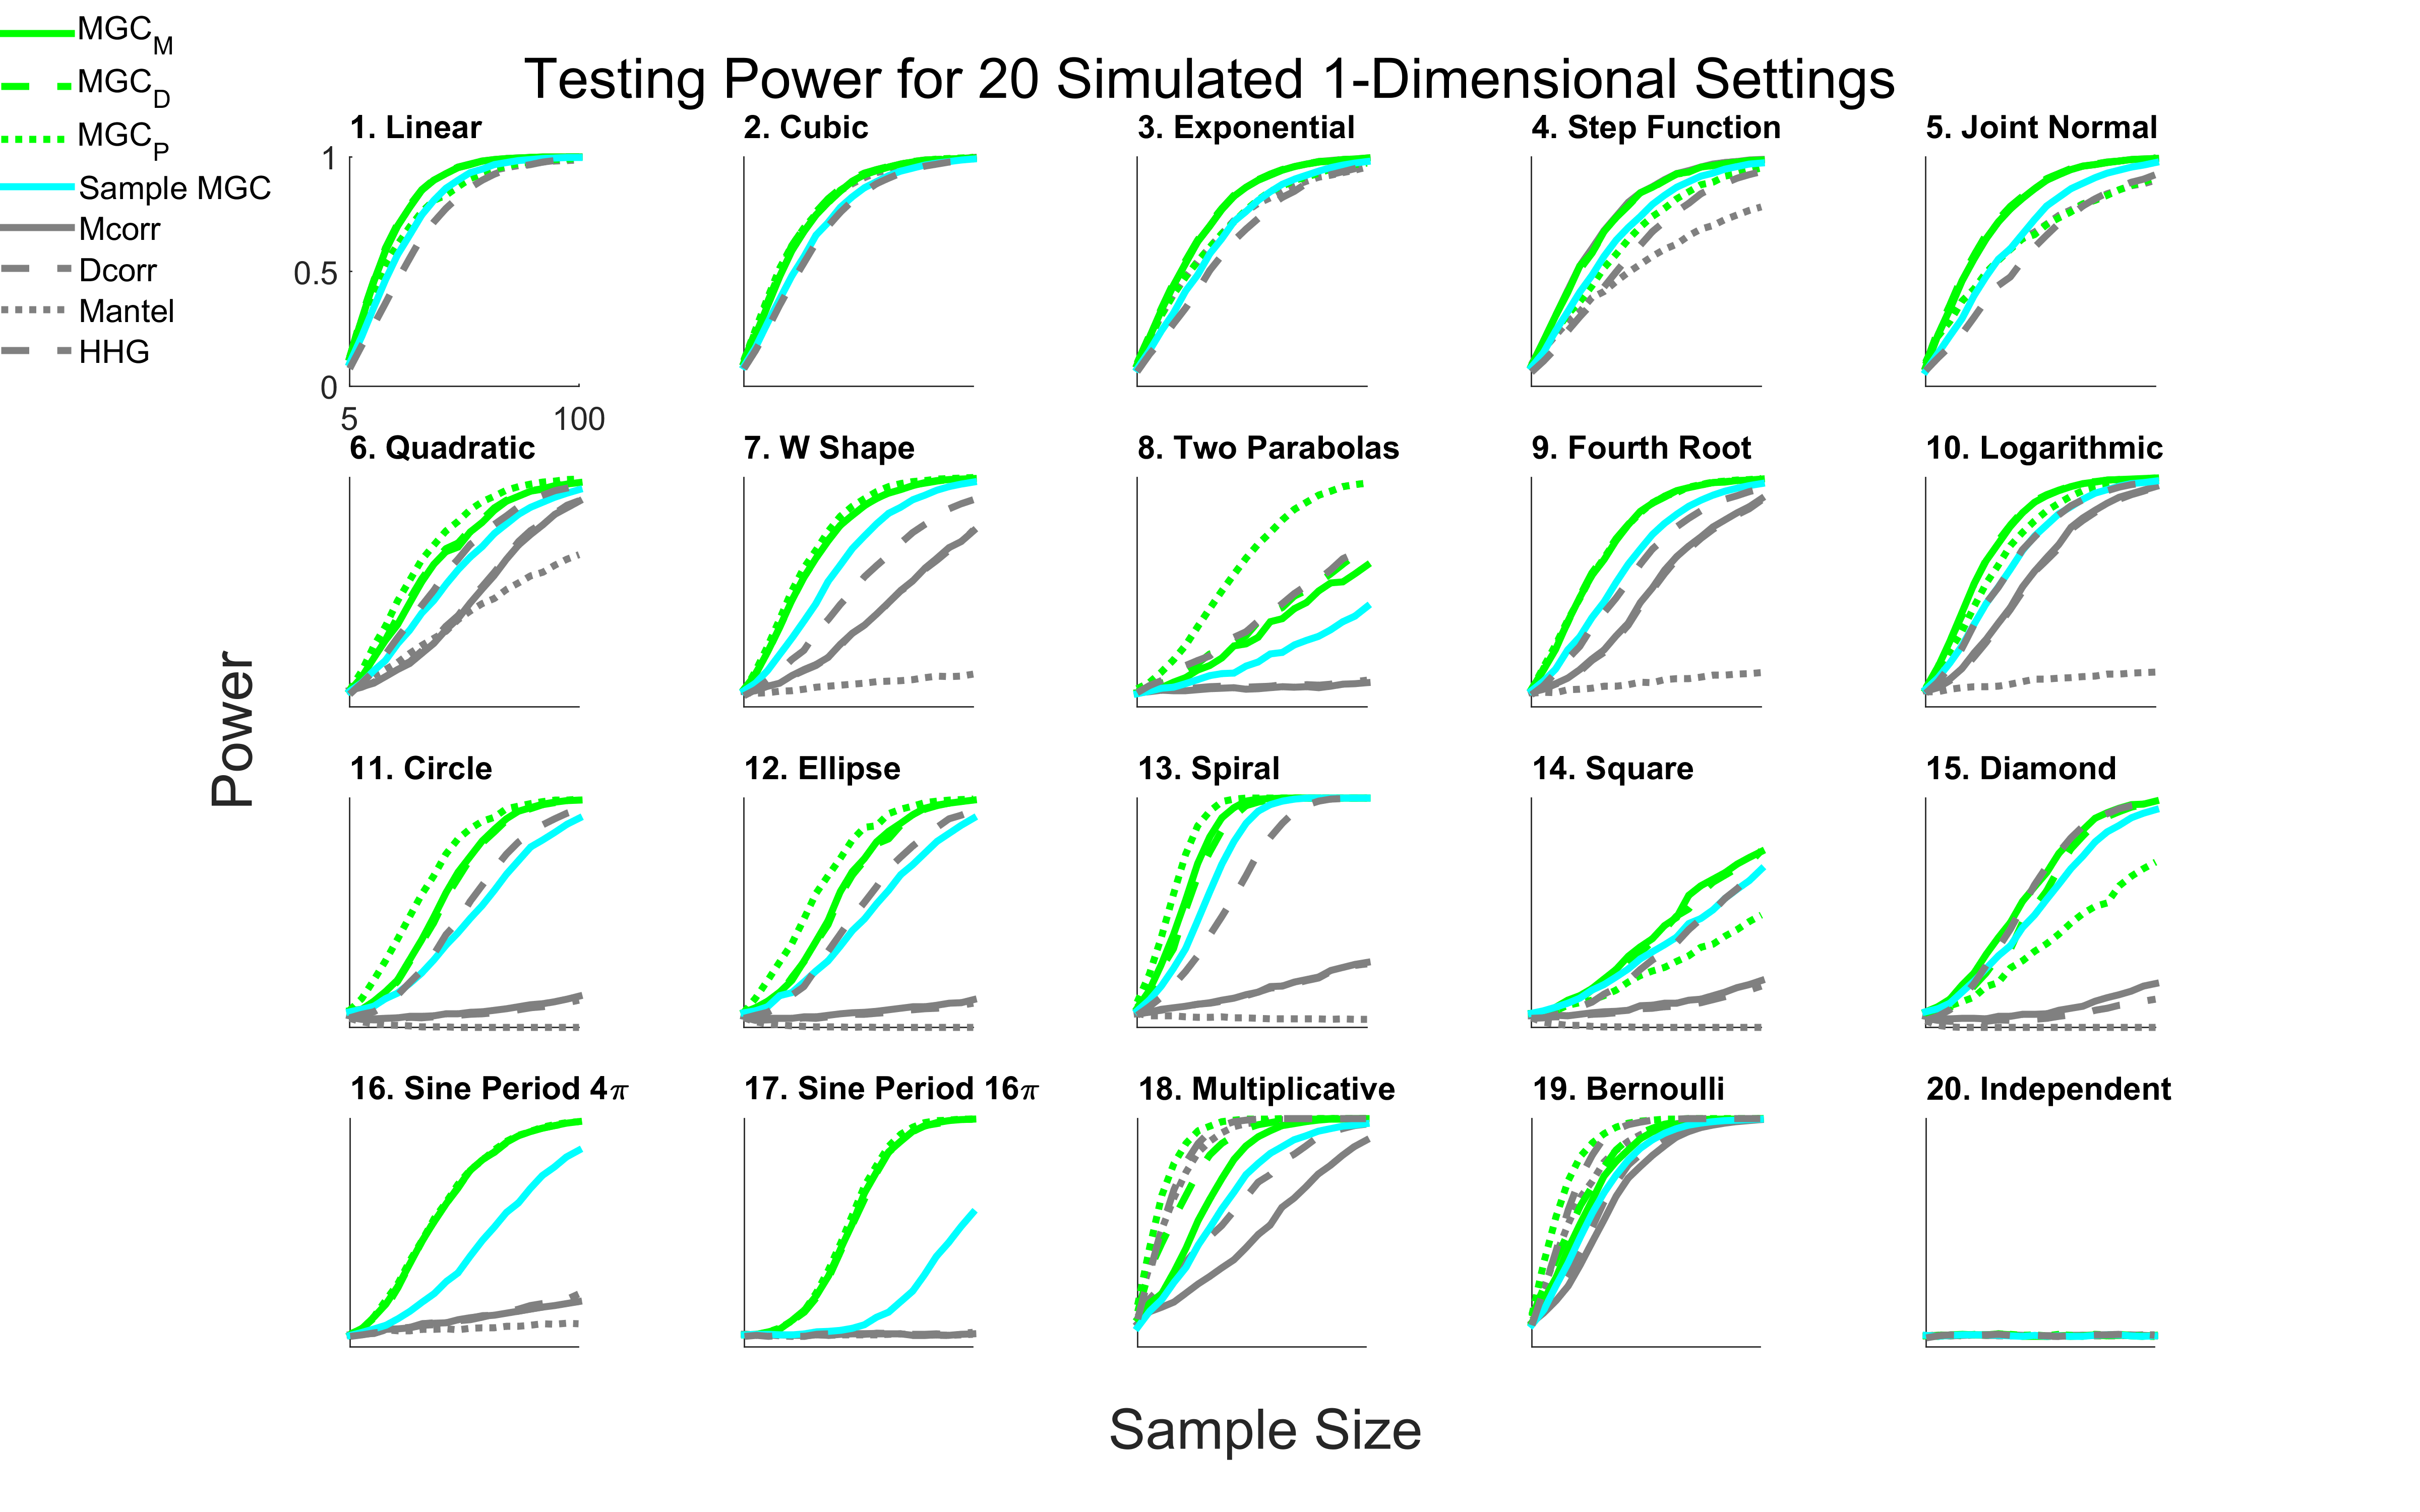 MGC_M
MGC_D
MGC_P
Sample MGC
Mcorr
Dcorr
Mantel
HHG
Testing Power for 20 Simulated 1-Dimensional Settings
1. Linear
2. Cubic
3. Exponential
4. Step Function
5. Joint Normal
1
0.5
0
5
100
6. Quadratic
7. W Shape
8. Two Parabolas
9. Fourth Root
10. Logarithmic
Power
11. Circle
12. Ellipse
13. Spiral
14. Square
15. Diamond
16. Sine Period 4π
17. Sine Period 16π
18. Multiplicative
19. Bernoulli
20. Independent
Sample Size